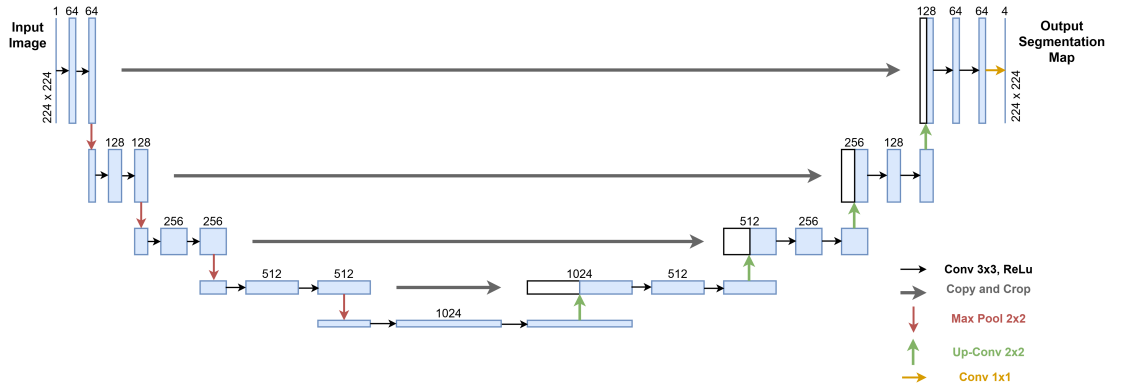 Input
Image
1 64 64
224 x 224
128 128
256 256
512 512
1024
1024 512
512 256
256 128
128 64 64 4
224 x 224
Output
Segmentation
Map
Conv 3x3, ReLu
Copy and Crop
Max Pool 2x2
Up-Conv 2x2
Conv 1x1